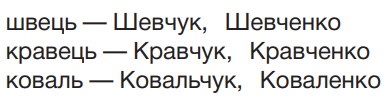 швець — Шевчук, Шевченко
кравець — Кравчук, Кравченко
коваль — Ковальчук, Коваленко